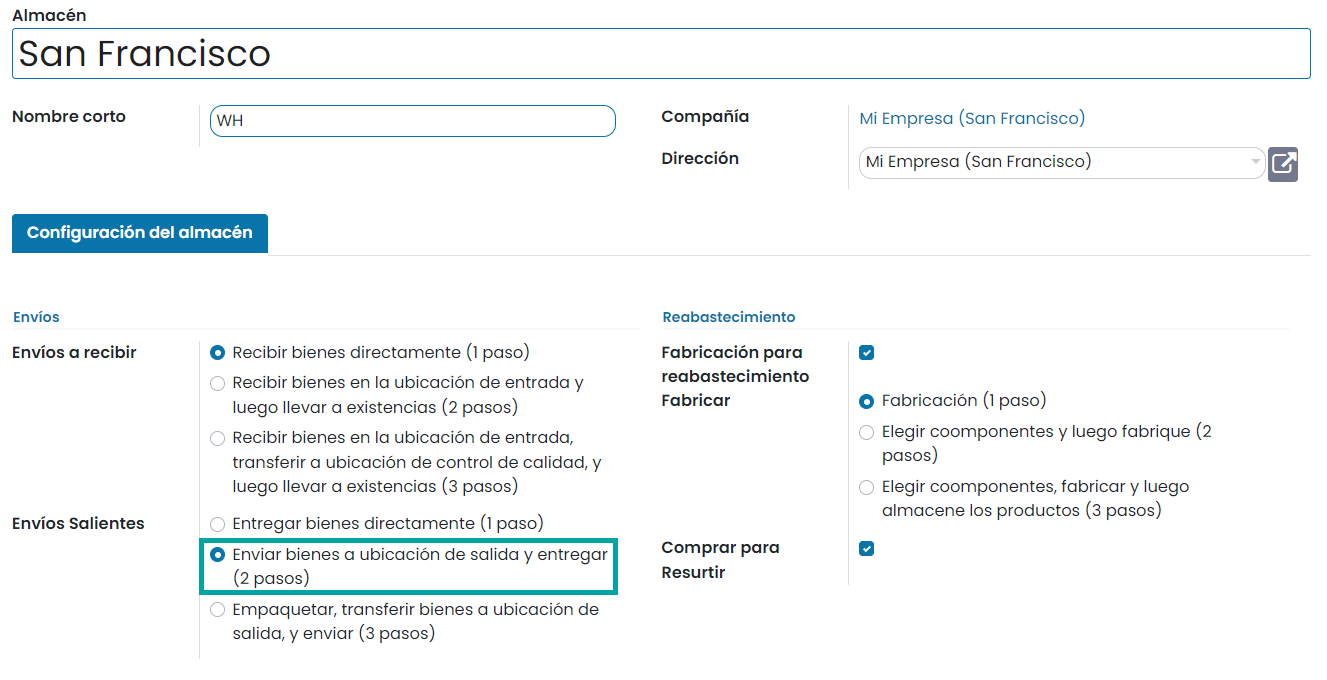 Almacén
San Francisco
Nombre corto
WH
Compañía
Mi Empresa (San Francisco)
Dirección
Mi Empresa (San Francisco)
Configuración del almacén
Envíos
Envíos a recibir
Recibir bienes directamente (1 paso)
Recibir bienes en la ubicación de entrada y
luego llevar a existencias (2 pasos)
Recibir bienes en la ubicación de entrada,
transferir a ubicación de control de calidad, y
luego llevar a existencias (3 pasos)
Envíos Salientes
Entregar bienes directamente (1 paso)
Enviar bienes a ubicación de salida y entregar
(2 pasos)
Empaquetar, transferir bienes a ubicación de
salida, y enviar (3 pasos)
Reabastecimiento
Fabricación para
reabastecimiento
Fabricar
Fabricación (1 paso)
Elegir coomponentes y luego fabrique (2
pasos)
Elegir coomponentes, fabricar y luego
almacene los productos (3 pasos)
Comprar para
Resurtir